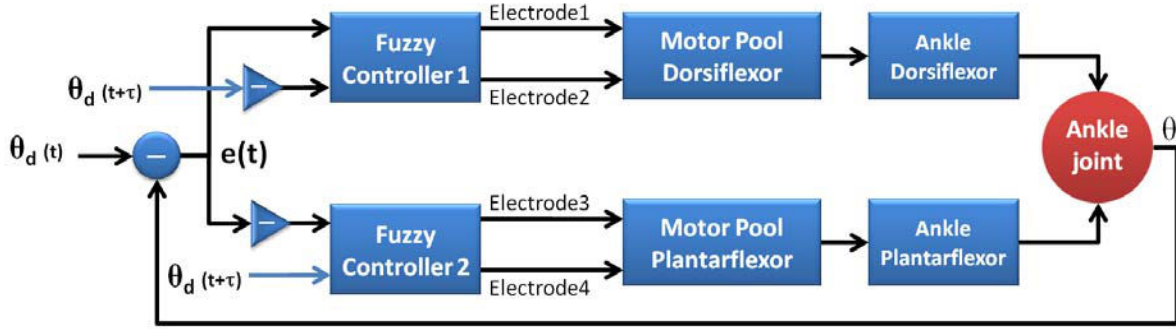 Electrode1
Fuzzy
Controller 1
Motor Pool
Dorsiflexor
Ankle
Dorsiflexor
θd (t+τ)
−
Electrode2
θd (t)
−
e(t)
Ankle
joint
θ
−
Electrode3
Fuzzy
Controller 2
Motor Pool
Plantarflexor
Ankle
Plantarflexor
θd (t+τ)
Electrode4